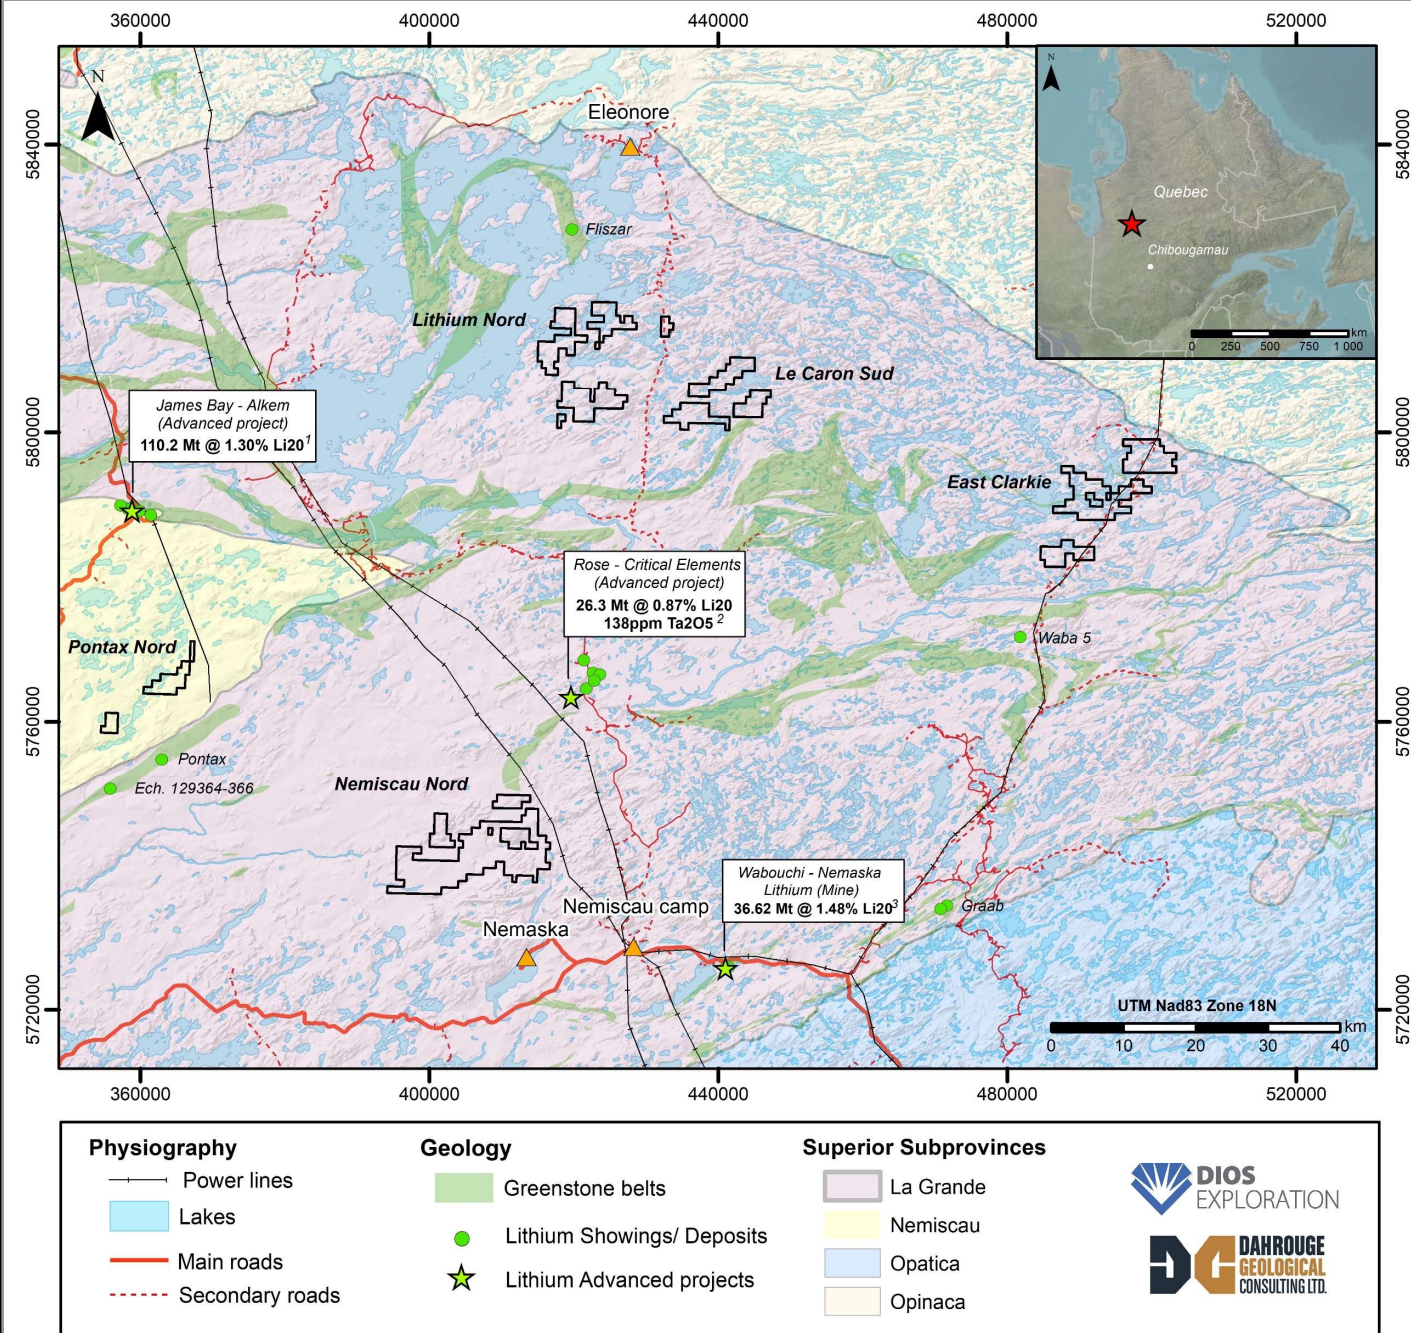 360000
400000
440000
480000
520000
N
N
Eleonore
5840000
5840000
Quebec
Chibougamau
Fliszar
km
0
250
500
750
1 000
Lithium Nord
Le Caron Sud
James Bay - Alkem
(Advanced project)
110.2 Mt @ 1.30% Li20¹
5800000
5800000
East Clarkie
Rose - Critical Elements
(Advanced project)
26.3 Mt @ 0.87% Li20
138ppm Ta2O5 ²
Waba 5
Pontax Nord
5760000
5760000
Pontax
Ech. 129364-366
Nemiscau Nord
Wabouchi - Nemaska
Lithium (Mine)
36.62 Mt @ 1.48% Li20³
Nemiscau camp
Graab
Nemaska
5720000
5720000
UTM Nad83 Zone 18N
km
0
10
20
30
40
360000
400000
440000
480000
520000
Physiography
Power lines
Lakes
Main roads
Secondary roads
Geology
Greenstone belts
Lithium Showings/ Deposits
Lithium Advanced projects
Superior Subprovinces
La Grande
Nemiscau
Opatica
Opinaca
DIOS
EXPLORATION
DAHROUGE
GEOLOGICAL
CONSULTING LTD.